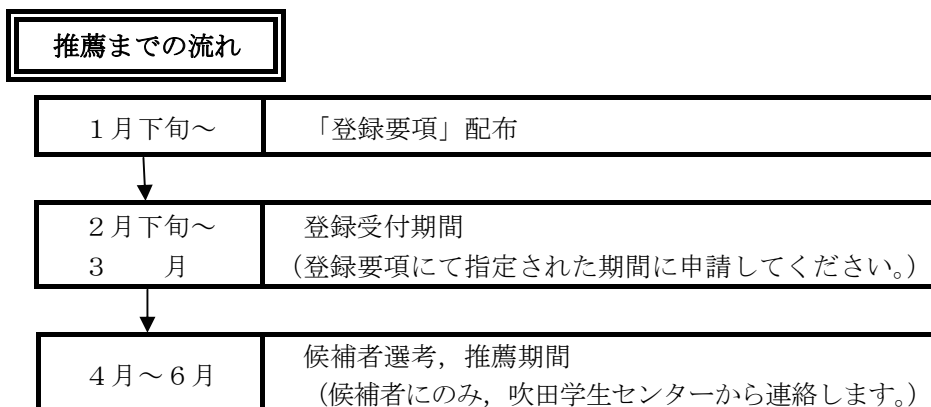 推薦までの流れ
１月下旬～　「登録要項」配布
２月下旬～　登録受付期間
３　　月　（登録要項にて指定された期間に申請してください。）
候補者選考，推薦期間
４月～６月
（候補者にのみ，吹田学生センターから連絡します。）